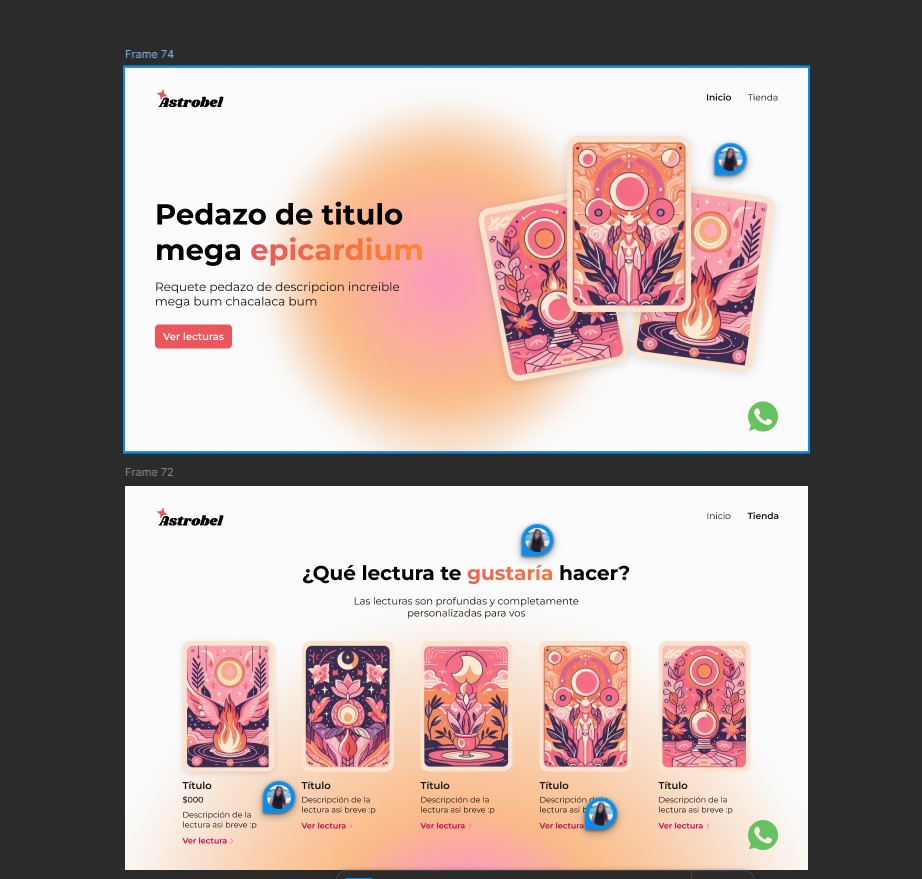 Frame 74
Astrobel
Inicio Tienda
Pedazo de titulo
mega epicardium
Requete pedazo de descripcion increible
mega bum chacalaca bum
Ver lecturas
Frame 72
Astrobel
Inicio Tienda
¿Qué lectura te gustaría hacer?
Las lecturas son profundas y completamente
personalizadas para vos
Título
$000
Descripción de la
lectura asi breve :p
Ver lectura >
Título
Descripción de la
lectura asi breve :p
Ver lectura >
Título
Descripción de la
lectura asi breve :p
Ver lectura >
Título
Descripción de la
lectura asi
Ver lectura
Título
Descripción de la
lectura asi breve :p
Ver lectura >